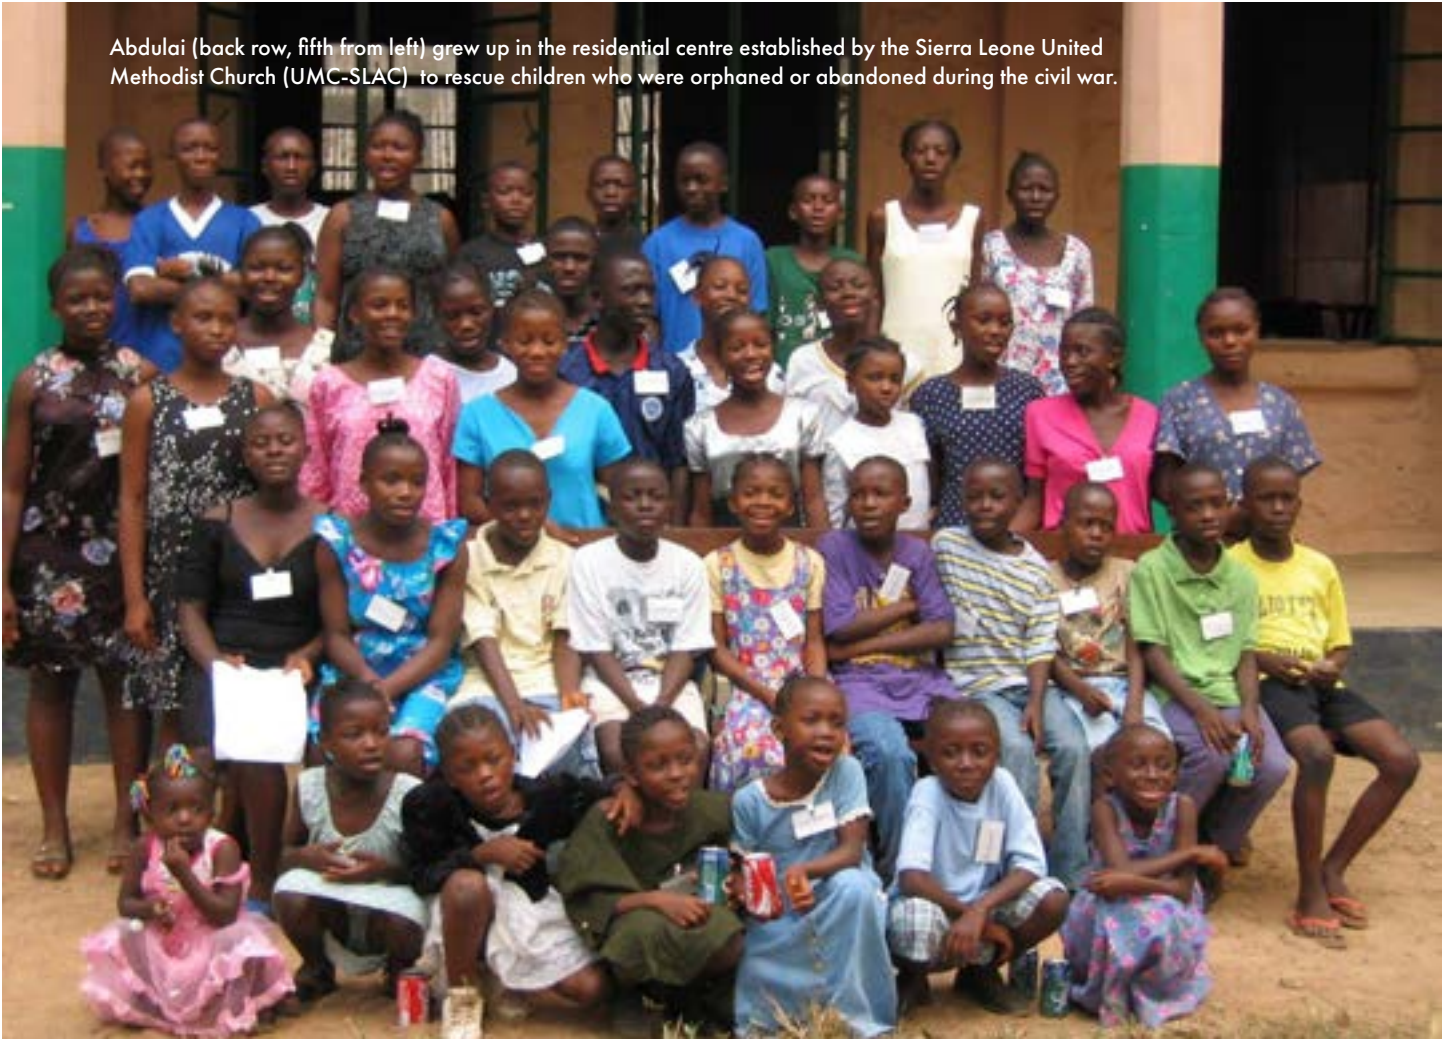 Abdulai (back row, fifth from left) grew up in the residential centre established by the Sierra Leone United
Methodist Church (UMC-SLAC) to rescue children who were orphaned or abandoned during the civil war.